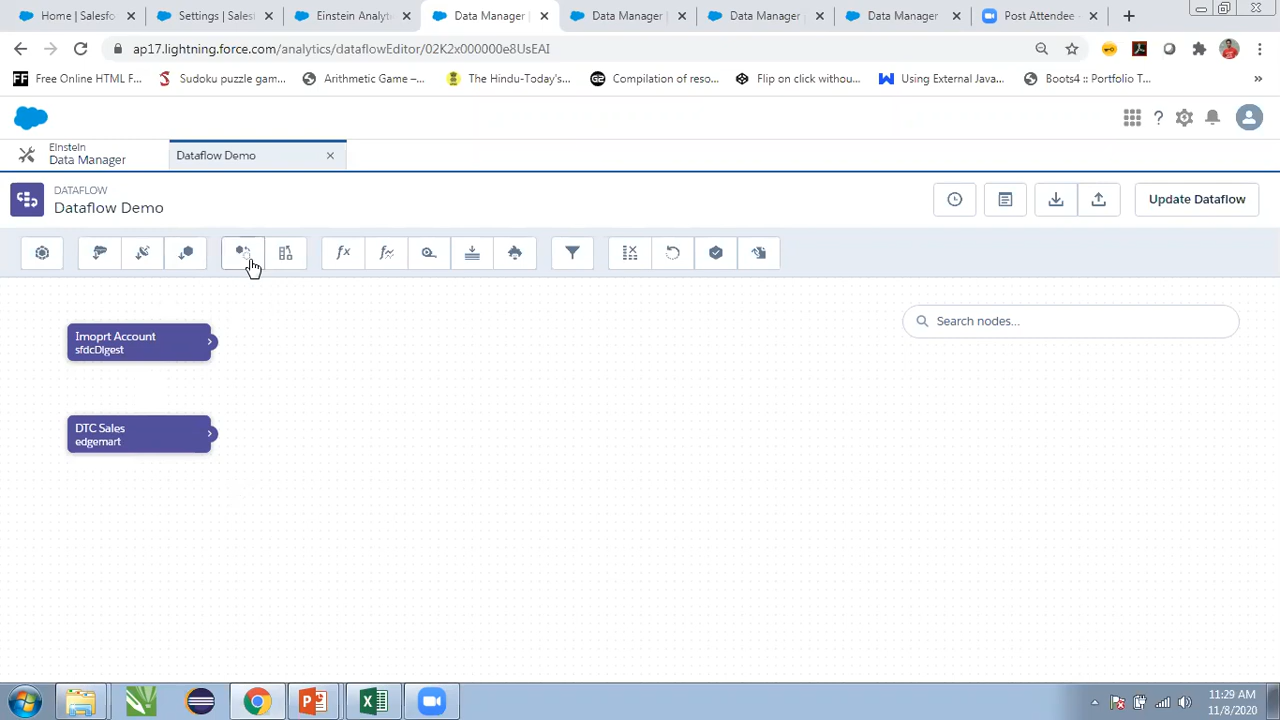 Home | Salesfo
Settings | Salesl
Einstein Analyt
Data Manager |
Data Manager |
Data Manager |
Data Manager
Post Attendee -
ap17.lightning.force.com/analytics/dataflowEditor/02K2x000000e8UsEAI
Free Online HTML F...
Sudoku puzzle gam...
Arithmetic Game –...
The Hindu-Today's...
Compilation of reso...
Flip on click withou...
Using External Java...
Boots4 :: Portfolio T...
»
Einstein
Data Manager
Dataflow Demo
DATAFLOW
Dataflow Demo
Update Dataflow
fx
Imoprt Account
sfdcDIgest
Search nodes...
DTC Sales
edgemart
11:29 AM
11/8/2020